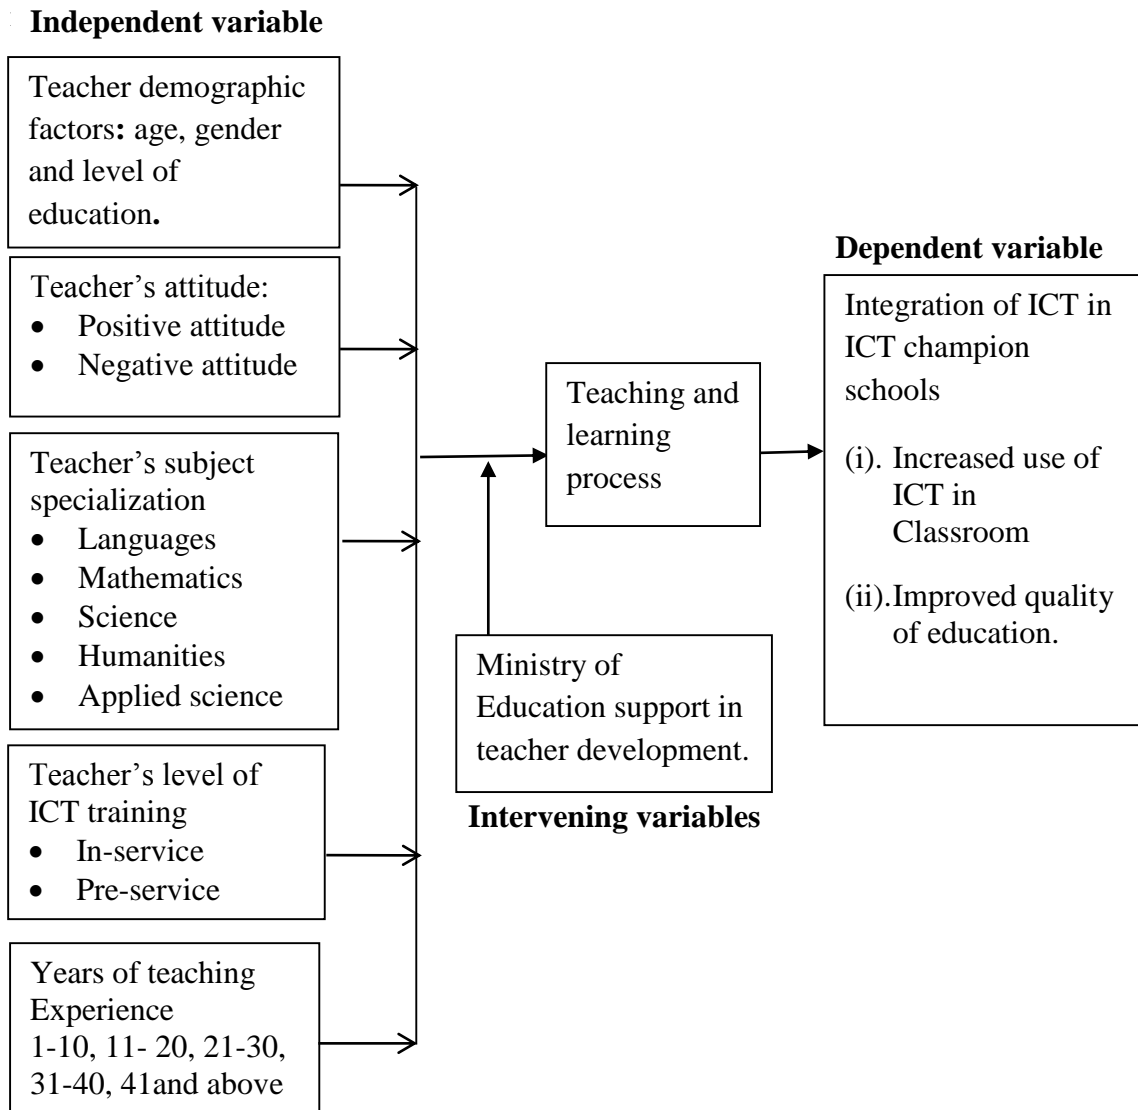 Independent variable
Teacher demographic
factors: age, gender
and level of
education.
Teacher’s attitude:
• Positive attitude
• Negative attitude
Teacher’s subject
specialization
• Languages
• Mathematics
• Science
• Humanities
• Applied science
Teacher’s level of
ICT training
• In-service
• Pre-service
Years of teaching
Experience
1-10, 11- 20, 21-30,
31-40, 41and above
Teaching and
learning
process
Ministry of
Education support in
teacher development.
Intervening variables
Dependent variable
Integration of ICT in
ICT champion
schools
(i). Increased use of
ICT in
Classroom
(ii).Improved quality
of education.